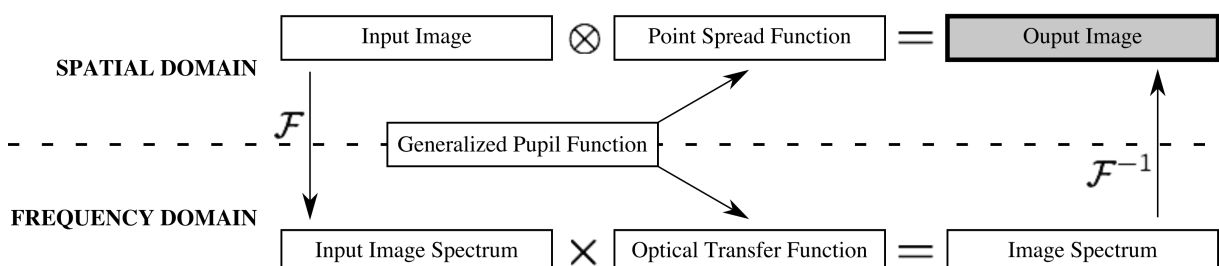 Input Image ⊗ Point Spread Function = Ouput Image
SPATIAL DOMAIN
ℱ
Generalized Pupil Function
ℱ⁻¹
FREQUENCY DOMAIN
Input Image Spectrum × Optical Transfer Function = Image Spectrum